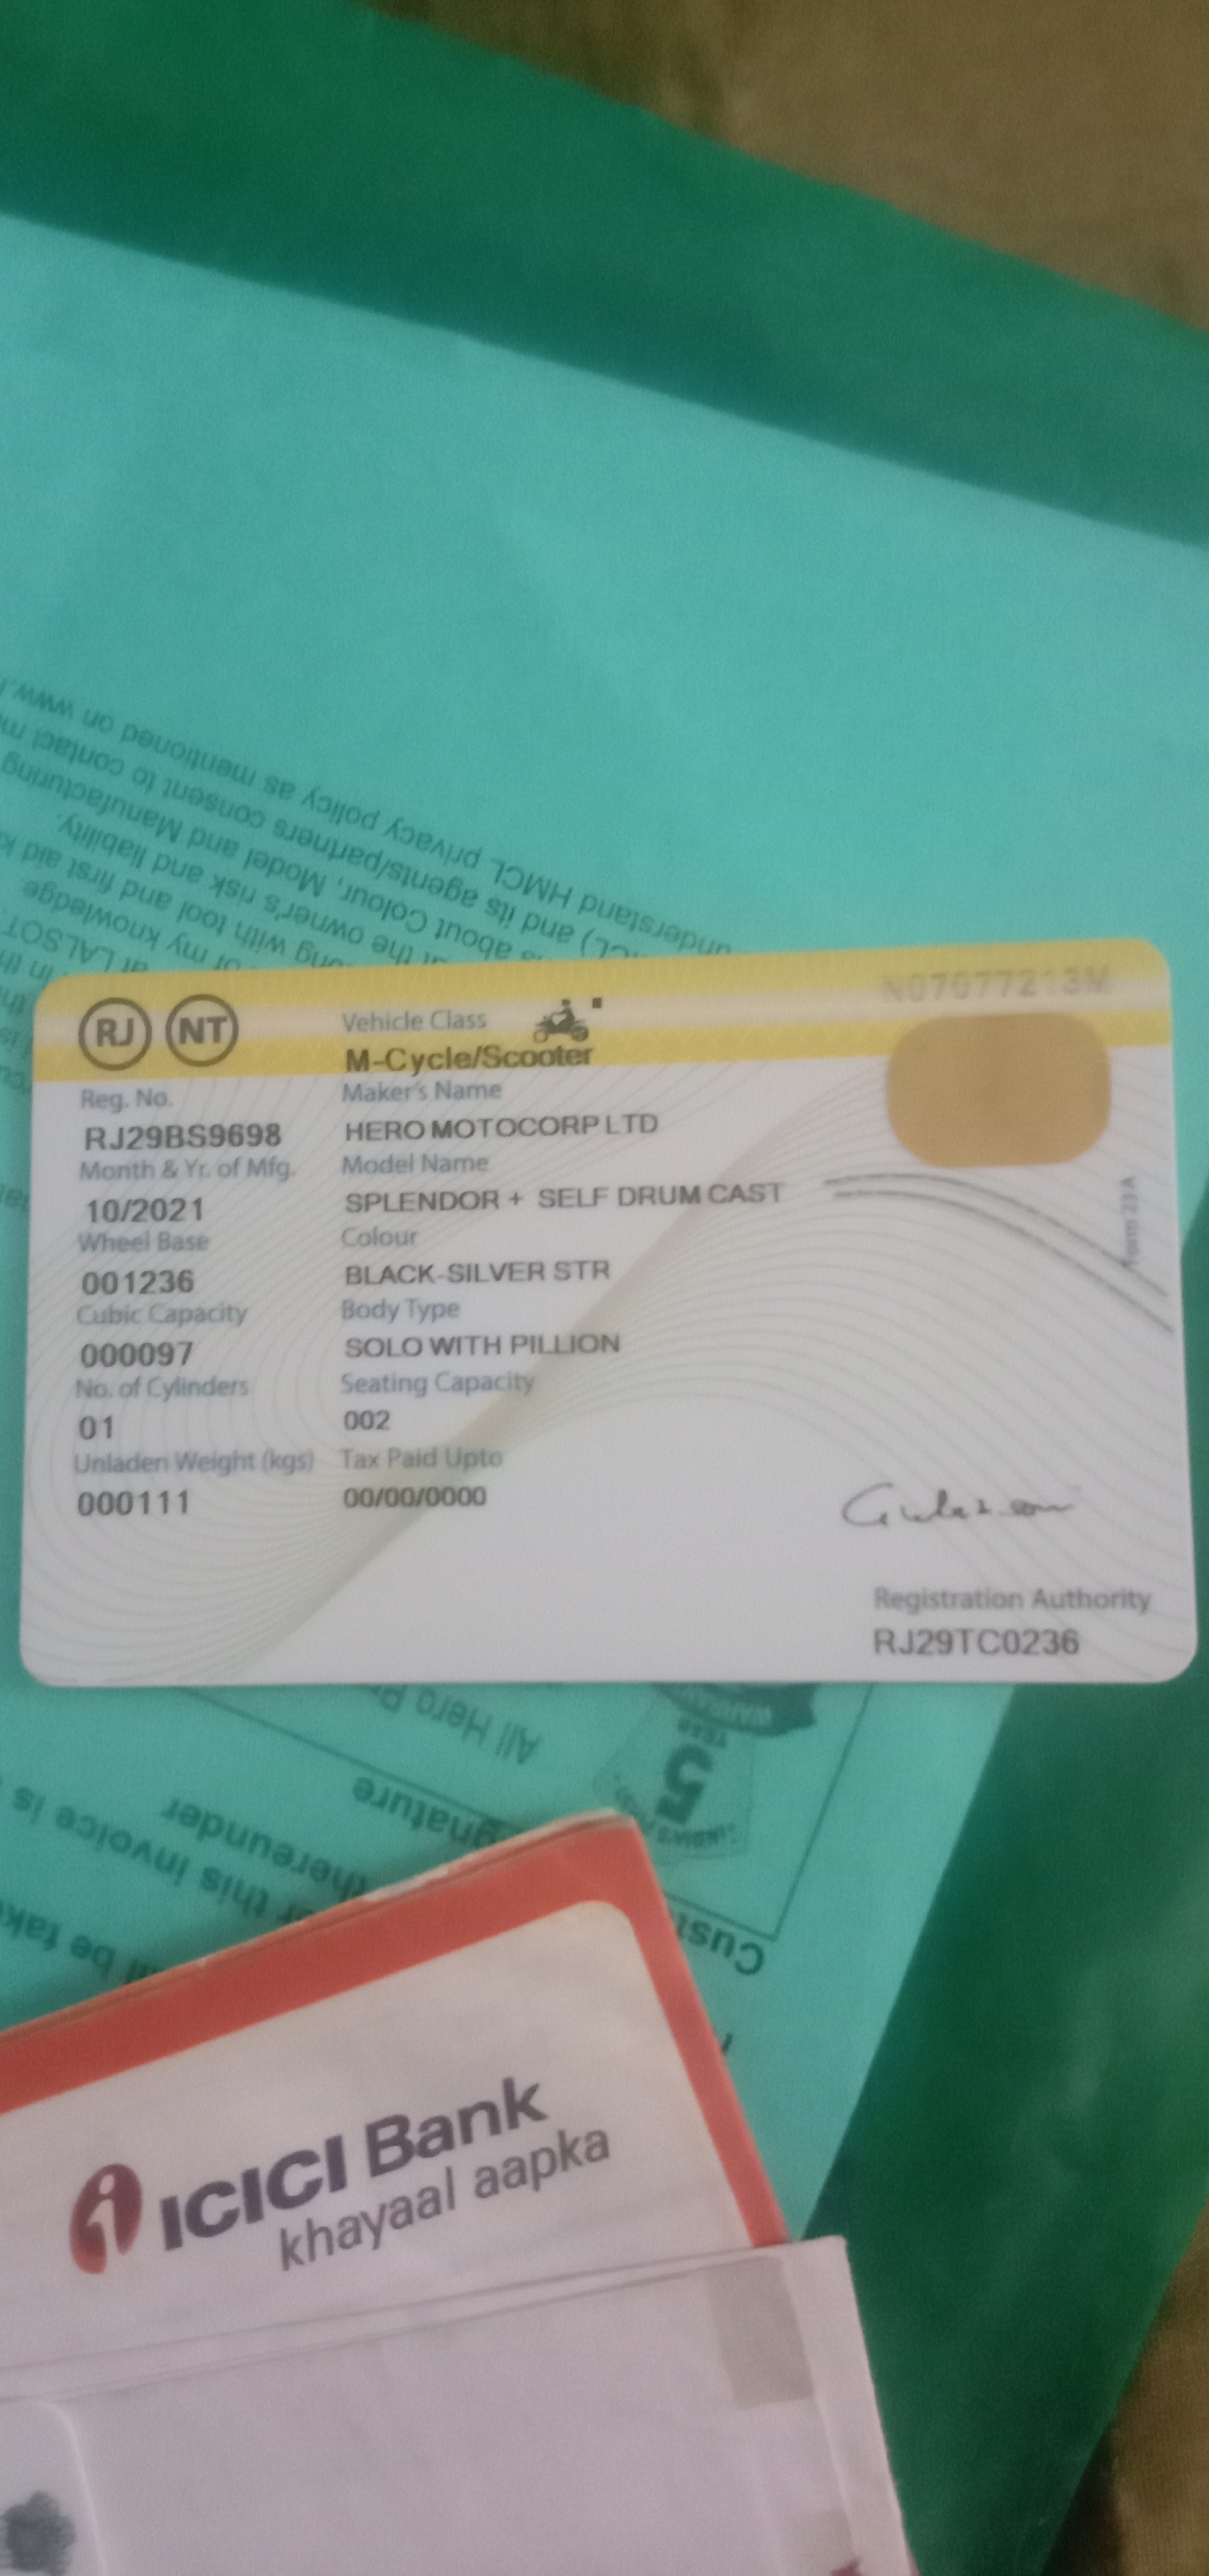 understand HMCL privacy policy as mentioned on www.
and its agents/partners consent to contact
about Colour, Model and Manufacturing
the owner's risk and liability.
with tool and first aid
of my knowledge
at LALSOT
N07077213M
RJ NT
Vehicle Class
M-Cycle/Scooter
Reg. No.
Maker's Name
RJ29BS9698
HERO MOTOCORP LTD
Month & Yr. of Mfg.
Model Name
10/2021
SPLENDOR + SELF DRUM CAST
Wheel Base
Colour
001236
BLACK-SILVER STR
Cubic Capacity
Body Type
000097
SOLO WITH PILLION
No. of Cylinders
Seating Capacity
01
002
Unladen Weight (kgs)
Tax Paid Upto
000111
00/00/0000
Form 23 A
Registration Authority
RJ29TC0236
All Hero
5
YEAR
thereunder
this invoice is
be
ICICI Bank
khayaal aapka